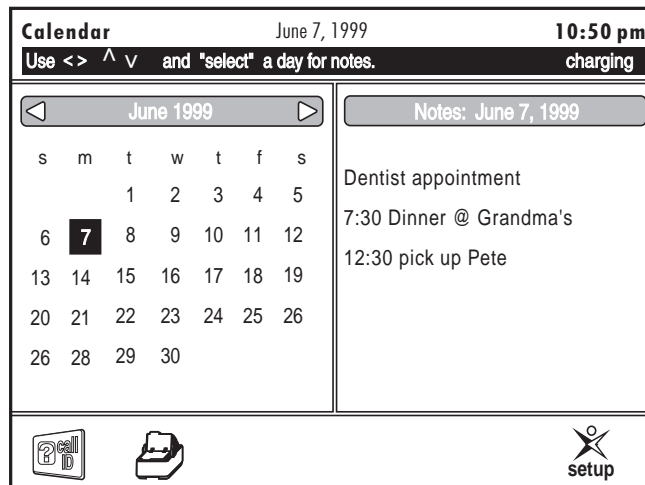 Calendar June 7, 1999 10:50 pm
Use < > ^ v and "select" a day for notes. charging
June 1999
s m t w t f s
1 2 3 4 5
6 7 8 9 10 11 12
13 14 15 16 17 18 19
20 21 22 23 24 25 26
26 28 29 30
Notes: June 7, 1999
Dentist appointment
7:30 Dinner @ Grandma's
12:30 pick up Pete
? call ID
setup